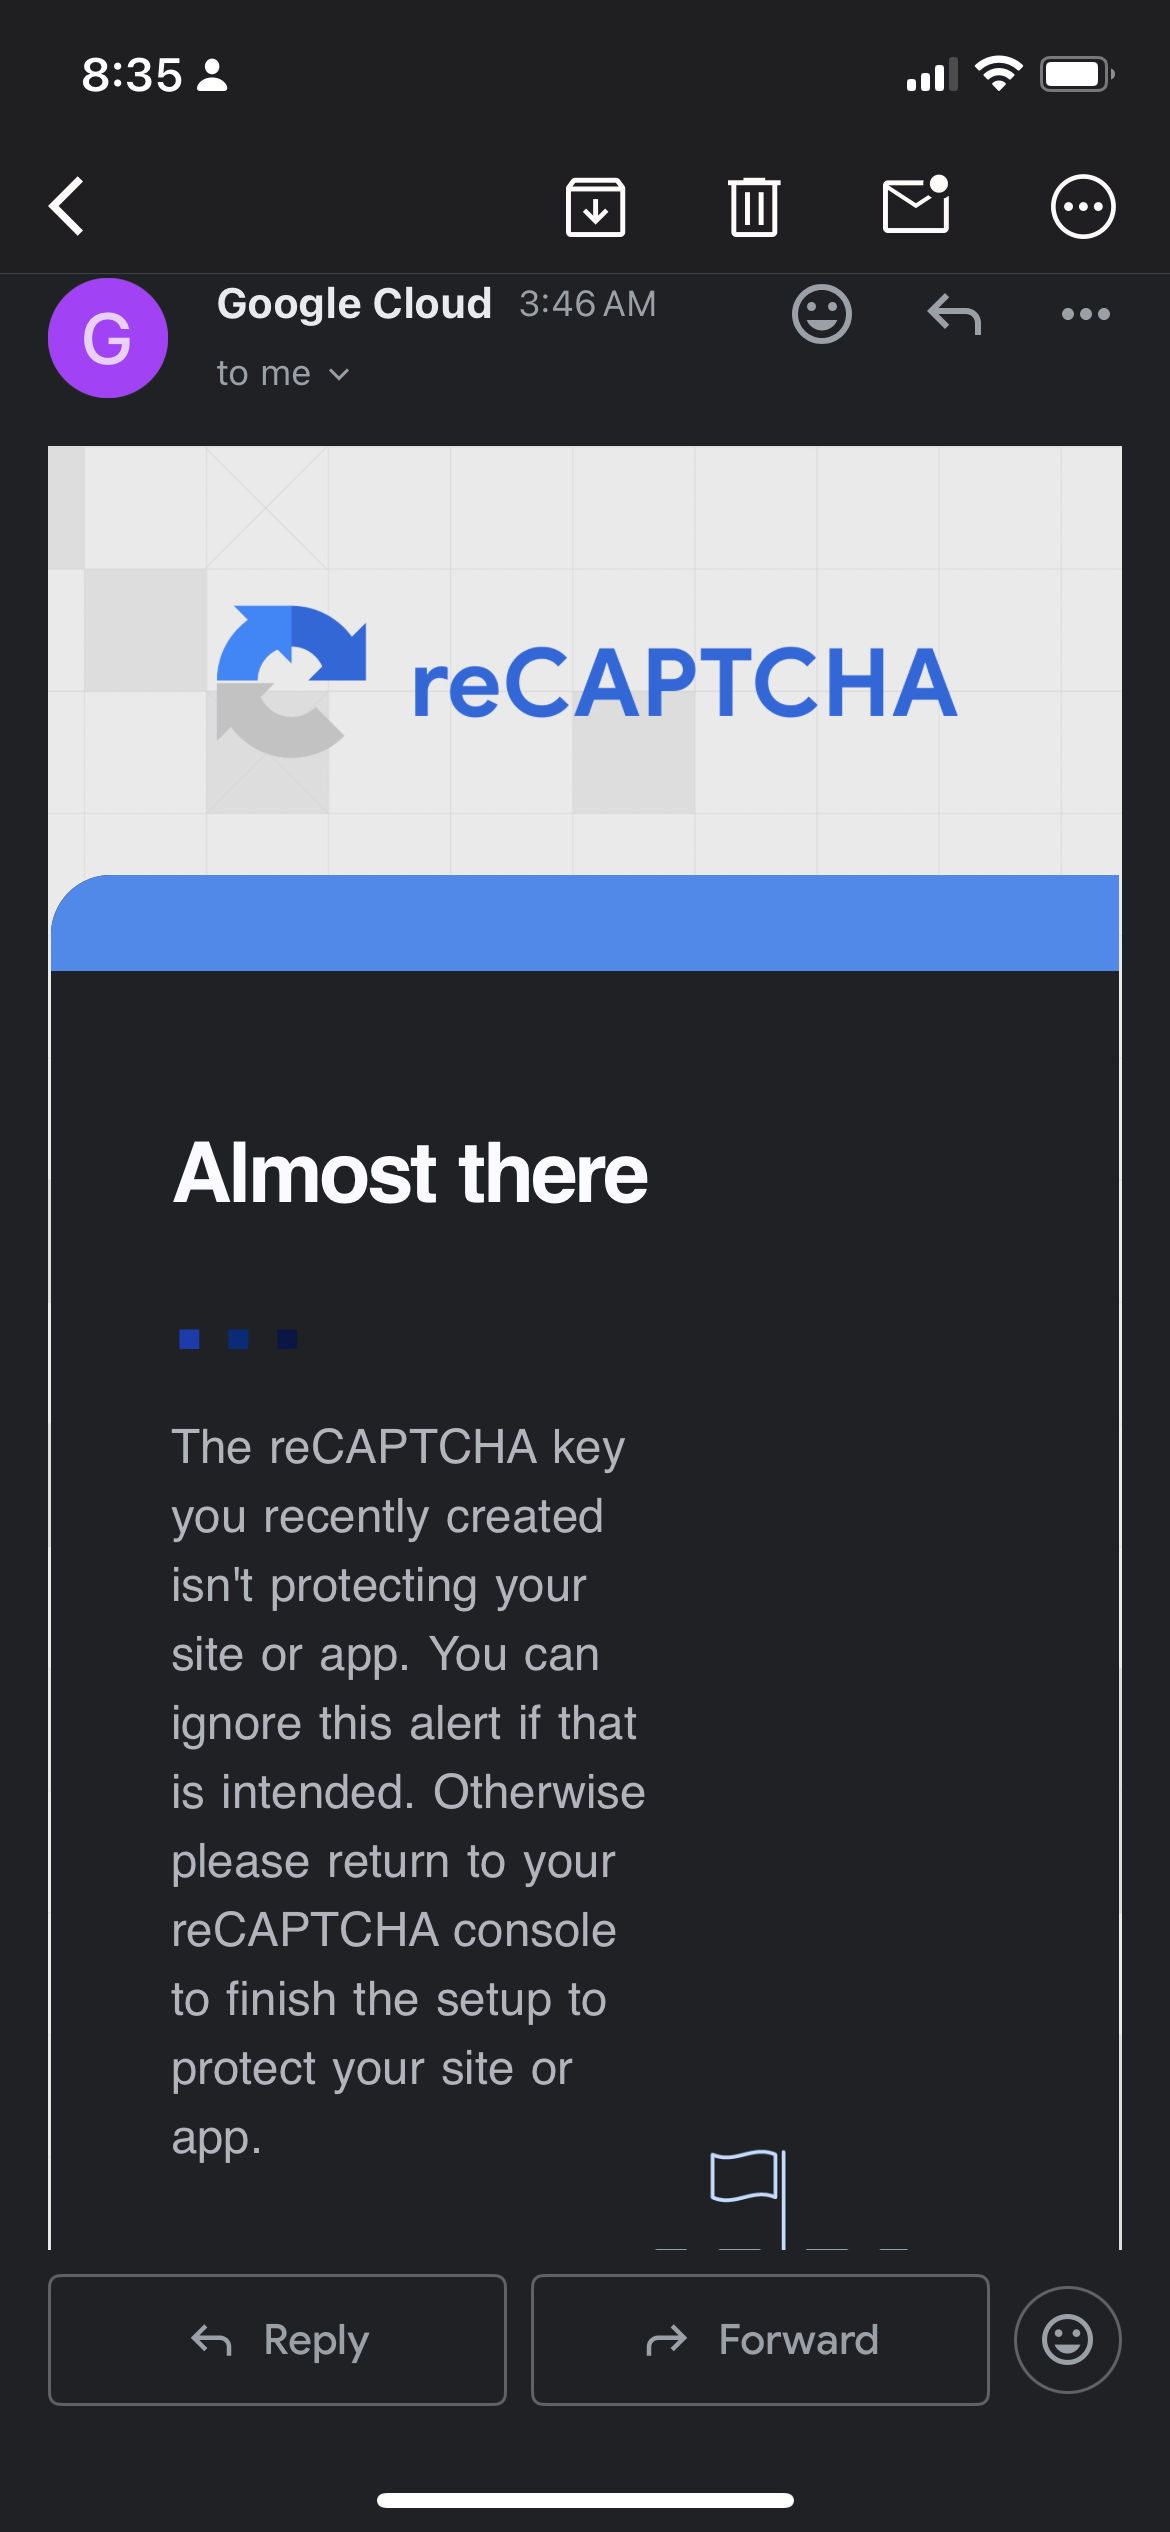 8:35
Google Cloud 3:46 AM
to me
G
reCAPTCHA
Almost there
The reCAPTCHA key
you recently created
isn't protecting your
site or app. You can
ignore this alert if that
is intended. Otherwise
please return to your
reCAPTCHA console
to finish the setup to
protect your site or
app.
Reply
Forward